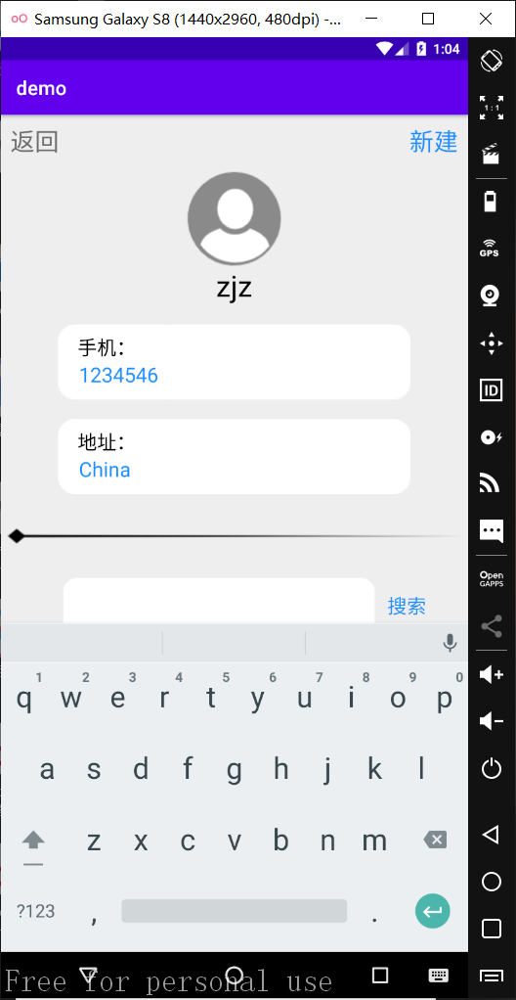 Samsung Galaxy S8 (1440x2960, 480dpi) -...
1:04
demo
返回 新建
zjz
手机：
1234546
地址：
China
搜索
1 2 3 4 5 6 7 8 9 0
q w e r t y u i o p
a s d f g h j k l
z x c v b n m
?123 , .
Free for personal use
1:1
GPS
ID
Open
GAPPS